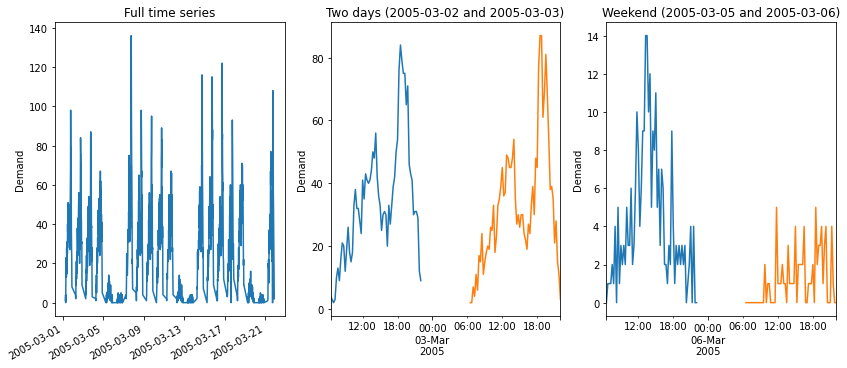 Full time series
Demand
140
120
100
80
60
40
20
0
2005-03-01
2005-03-05
2005-03-09
2005-03-13
2005-03-17
2005-03-21
Two days (2005-03-02 and 2005-03-03)
Demand
80
60
40
20
0
12:00 18:00 00:00 06:00 12:00 18:00
03-Mar
2005
Weekend (2005-03-05 and 2005-03-06)
Demand
14
12
10
8
6
4
2
0
12:00 18:00 00:00 06:00 12:00 18:00
06-Mar
2005